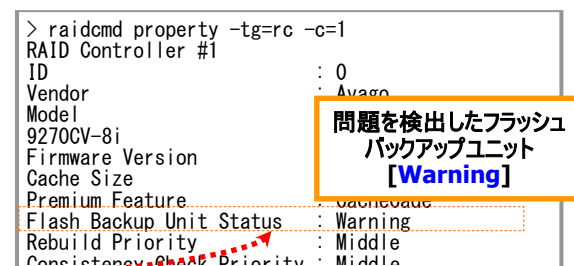 > raidcmd property -tg=rc -c=1
RAID Controller #1
ID : 0
Vendor : Avago
Model
9270CV-8i
Firmware Version
Cache Size
Premium Feature : CacheCade
Flash Backup Unit Status : Warning
Rebuild Priority : Middle
Consistency Check Priority : Middle
問題を検出したフラッシュ
バックアップユニット
[Warning]